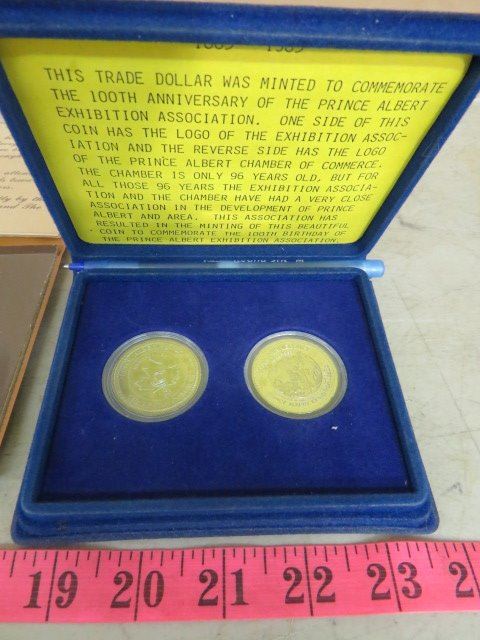 1883 - 1983
THIS TRADE DOLLAR WAS MINTED TO COMMEMORATE
THE 100TH ANNIVERSARY OF THE PRINCE ALBERT
EXHIBITION ASSOCIATION. ONE SIDE OF THIS
COIN HAS THE LOGO OF THE EXHIBITION ASSOC-
IATION AND THE REVERSE SIDE HAS THE LOGO
OF THE PRINCE ALBERT CHAMBER OF COMMERCE.
THE CHAMBER IS ONLY 96 YEARS OLD, BUT FOR
ALL THOSE 96 YEARS THE EXHIBITION ASSOCIA-
TION AND THE CHAMBER HAVE HAD A VERY CLOSE
ASSOCIATION IN THE DEVELOPMENT OF PRINCE
ALBERT AND AREA. THIS ASSOCIATION HAS
RESULTED IN THE MINTING OF THIS BEAUTIFUL
COIN TO COMMEMORATE THE 100TH BIRTHDAY OF
THE PRINCE ALBERT EXHIBITION ASSOCIATION.
19 20 21 22 23